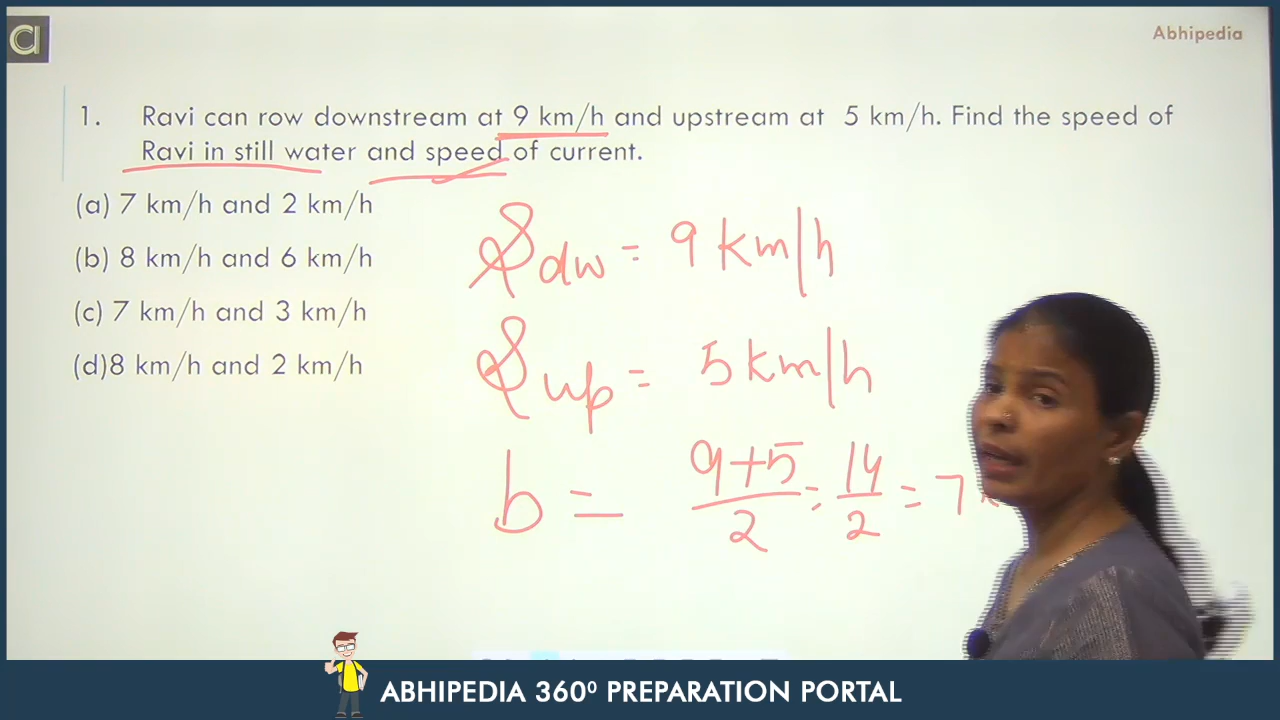 Abhipedia
1. Ravi can row downstream at 9 km/h and upstream at 5 km/h. Find the speed of
Ravi in still water and speed of current.
(a) 7 km/h and 2 km/h
(b) 8 km/h and 6 km/h
(c) 7 km/h and 3 km/h
(d)8 km/h and 2 km/h
S dw = 9 km/h
S up = 5 km/h
b = 9+5/2 = 14/2 = 7
ABHIPEDIA 360⁰ PREPARATION PORTAL